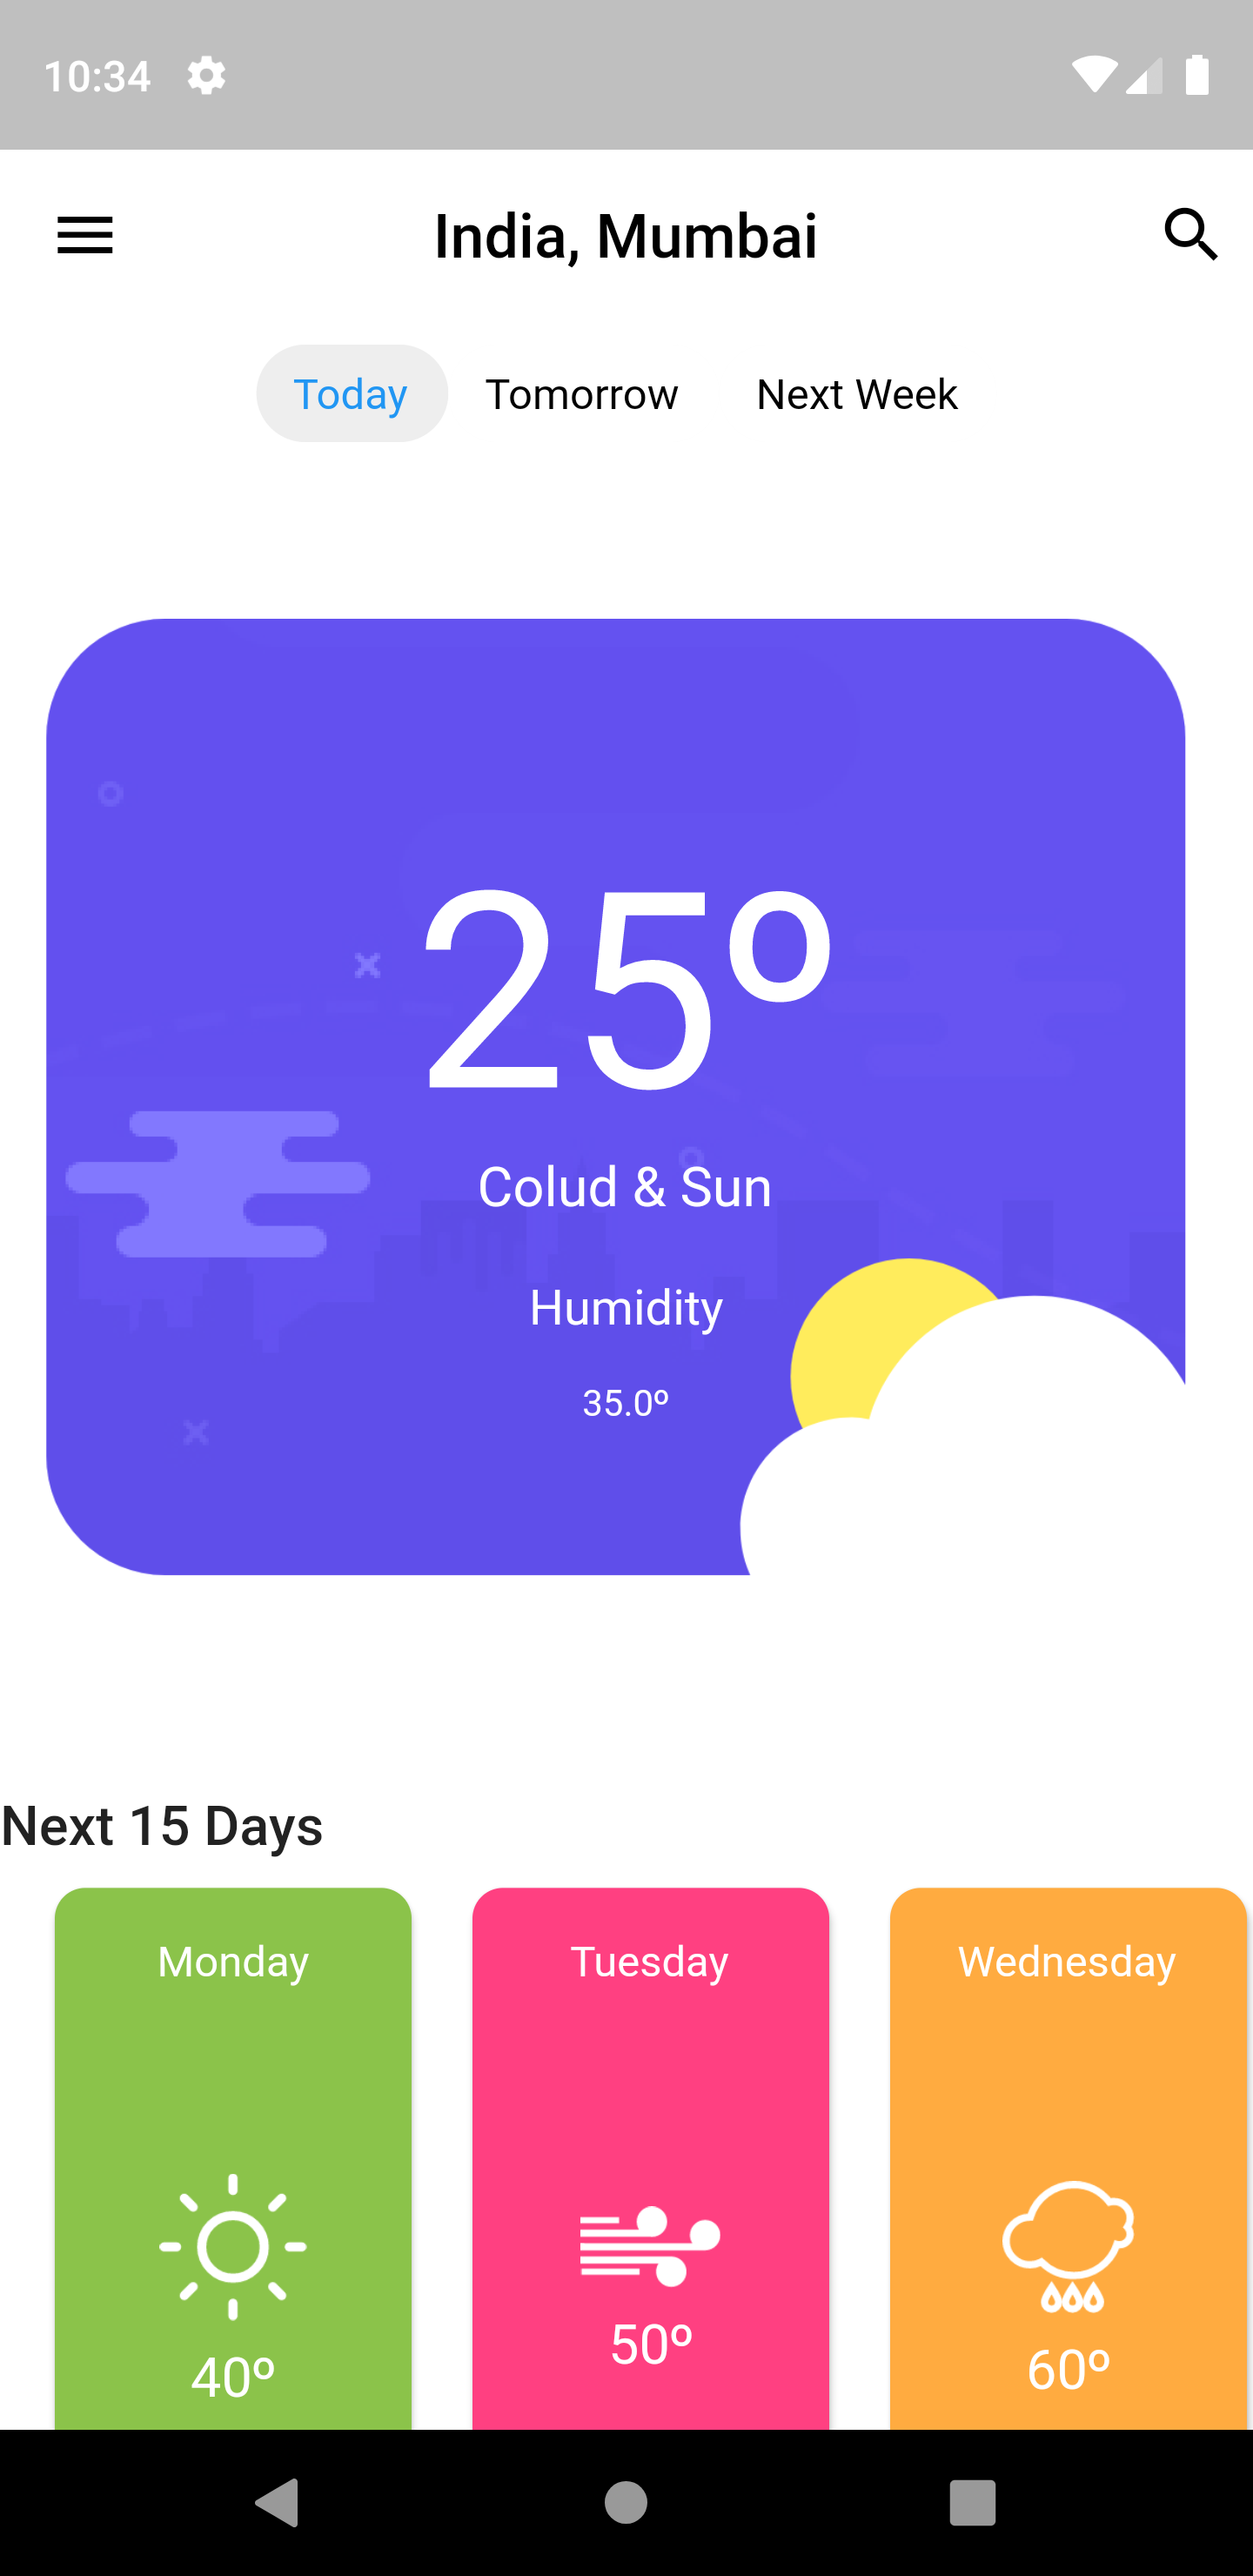 10:34
India, Mumbai
Today Tomorrow Next Week
25º
Colud & Sun
Humidity
35.0º
Next 15 Days
Monday Tuesday Wednesday
40º 50º 60º